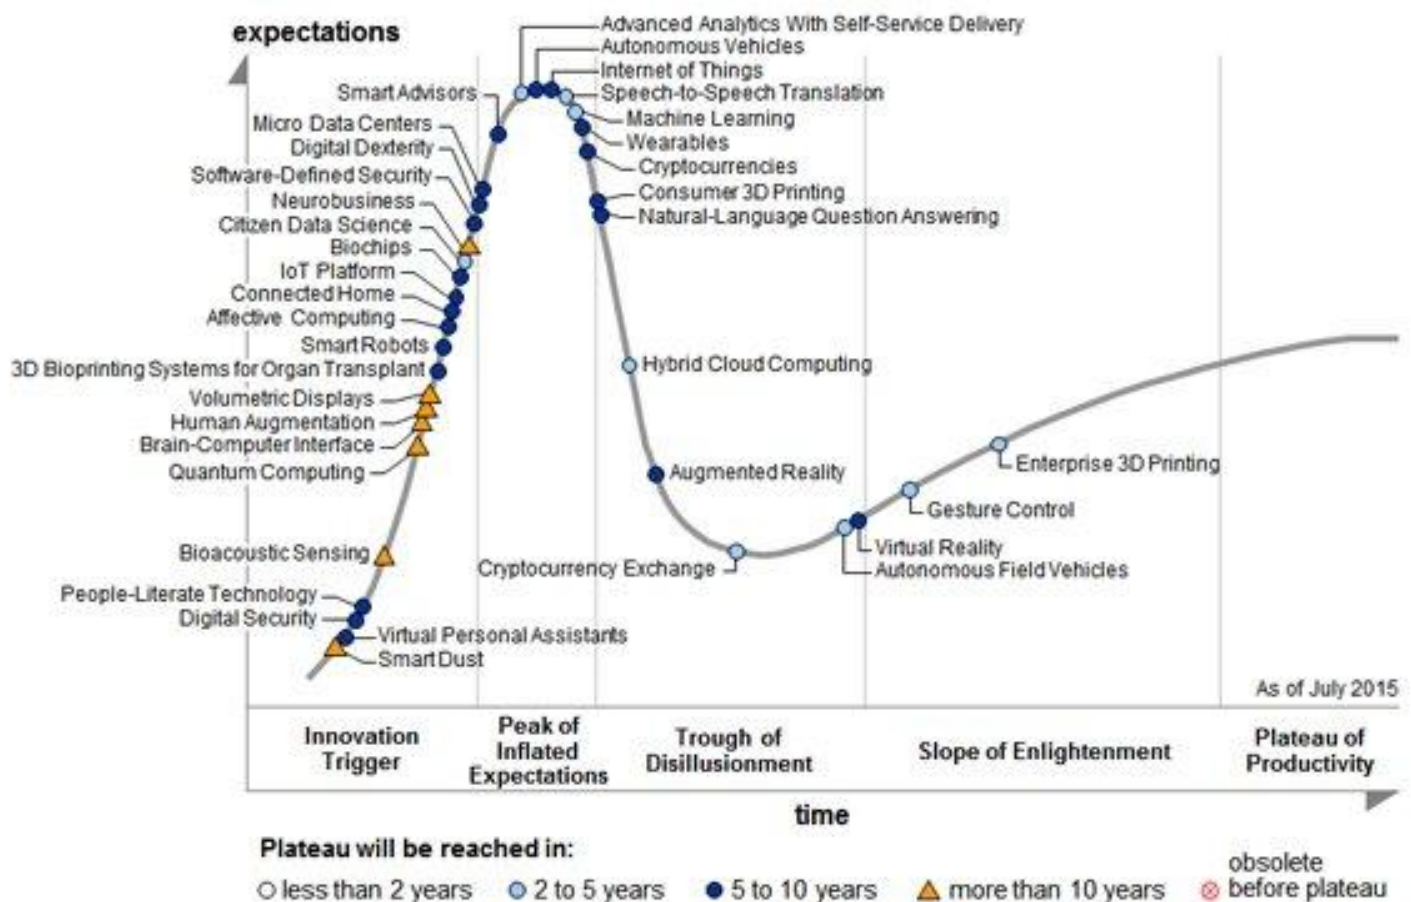 expectations
Advanced Analytics With Self-Service Delivery
Autonomous Vehicles
Internet of Things
Speech-to-Speech Translation
Machine Learning
Wearables
Cryptocurrencies
Consumer 3D Printing
Natural-Language Question Answering
Smart Advisors
Micro Data Centers
Digital Dexterity
Software-Defined Security
Neurobusiness
Citizen Data Science
Biochips
IoT Platform
Connected Home
Affective Computing
Smart Robots
3D Bioprinting Systems for Organ Transplant
Volumetric Displays
Human Augmentation
Brain-Computer Interface
Quantum Computing
Bioacoustic Sensing
People-Literate Technology
Digital Security
Virtual Personal Assistants
Smart Dust
Hybrid Cloud Computing
Augmented Reality
Cryptocurrency Exchange
Enterprise 3D Printing
Gesture Control
Virtual Reality
Autonomous Field Vehicles
As of July 2015
Innovation
Trigger
Peak of
Inflated
Expectations
Trough of
Disillusionment
Slope of Enlightenment
Plateau of
Productivity
time
Plateau will be reached in:
less than 2 years
2 to 5 years
5 to 10 years
more than 10 years
obsolete
before plateau